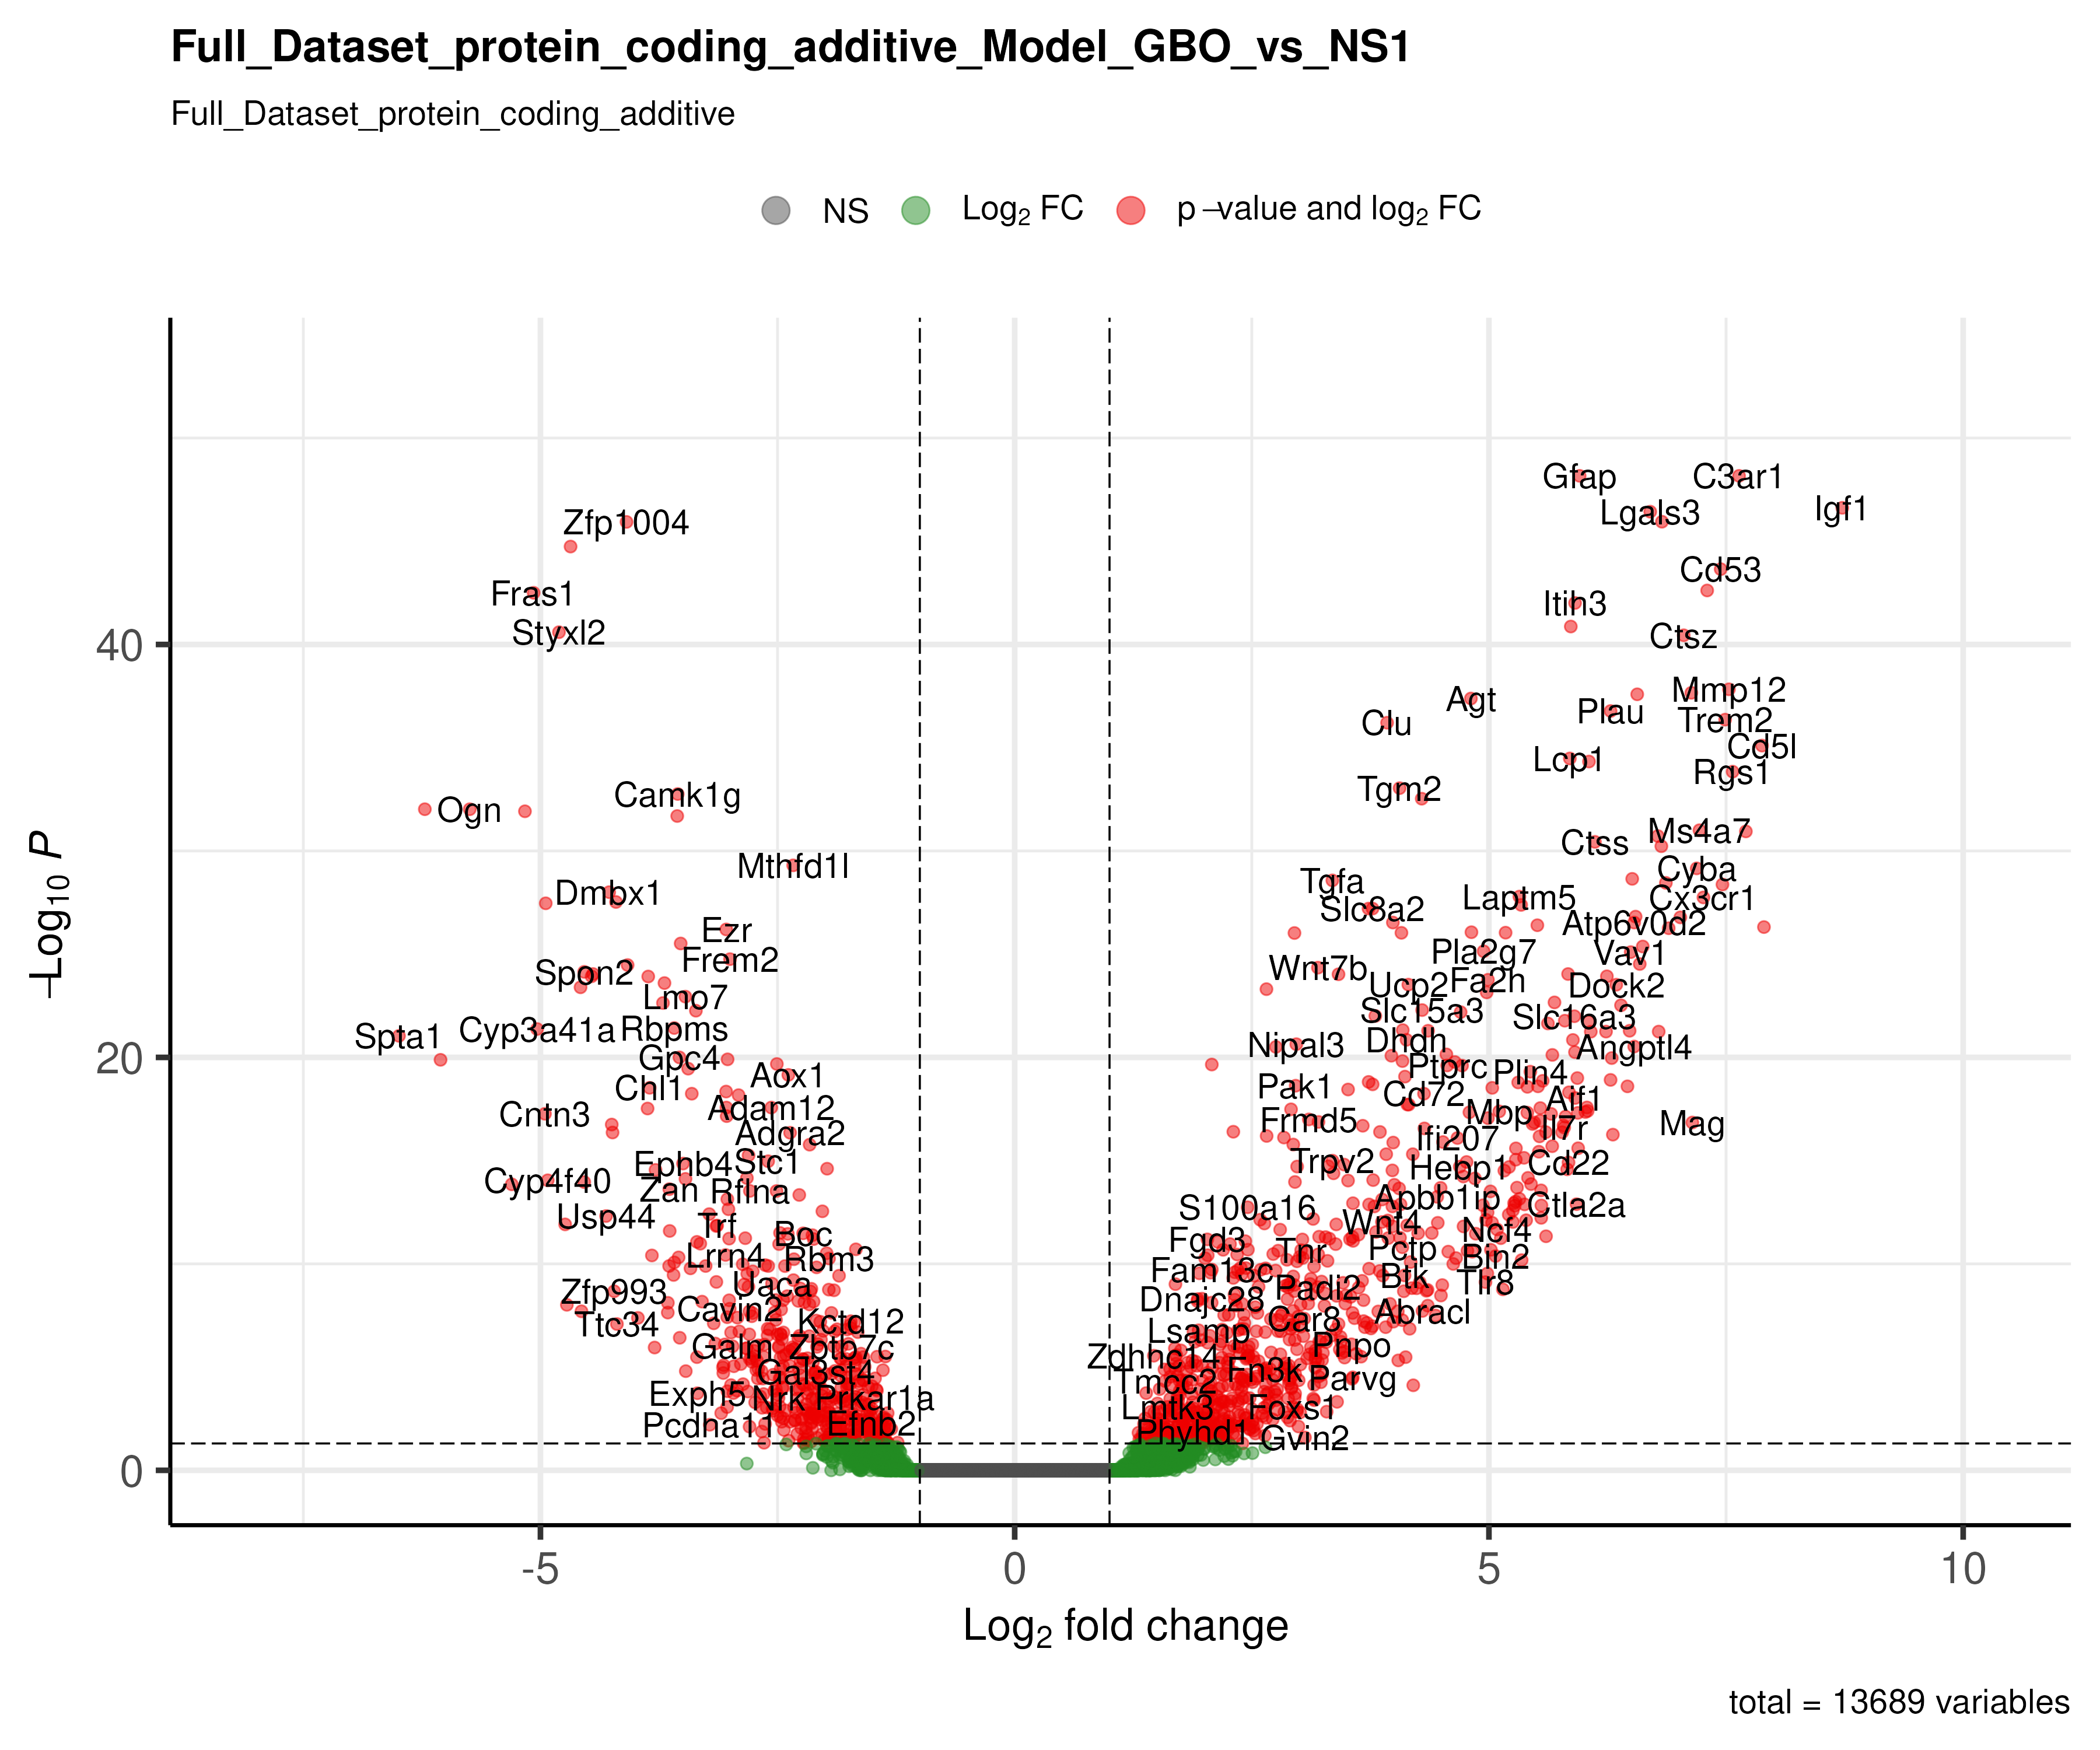 Full_Dataset_protein_coding_additive_Model_GBO_vs_NS1
Full_Dataset_protein_coding_additive
NS Log2 FC p–value and log2 FC
Gfap C3ar1
Lgals3 Igf1
Zfp1004
Cd53
Fras1 Itih3
Styxl2 Ctsz
40
Mmp12
Agt Plau
Clu Trem2
Cd5l
Lcp1
Rgs1
Camk1g Tgm2
Ogn
Ms4a7
Ctss
Mthfd1l Cyba
Tgfa
Dmbx1 Laptm5 Cx3cr1
Slc8a2
Atp6v0d2
Ezr
Pla2g7 Vav1
Frem2
Spon2 Wnt7b
Ucp2 Fa2h Dock2
Lmo7
Slc15a3 Slc16a3
Spta1 Cyp3a41a Rbpms
Nipal3 Dhdh Angptl4
20
Gpc4
Ptprc Plin4
Aox1
Chl1 Pak1 Cd72 Aif1
Cntn3 Adam12 Mbp
Frmd5 Mag
Adgra2 Ifi207 Il7r
Ephb4 Stc1 Trpv2 Hebp1 Cd22
Cyp4f40
Zan Rflna
Apbb1ip
S100a16 Ctla2a
Usp44 Trf Wnt4
Boc Ncf4
Fgd3 Tnr Pctp
Lrrn4 Rbm3 Bin2
Fam13c Btk Tlr8
Zfp993 Uaca Padi2
Dnajc28
Cavin2 Car8 Abracl
Ttc34 Kctd12
Lsamp
Galm Zbtb7c Pnpo
Zdhhc14
Gal3st4 Fn3k
Tmcc2 Parvg
Exph5 Nrk Prkar1a
Lmtk3 Foxs1
Pcdha11 Efnb2
Phyhd1 Gvin2
0
-5 0 5 10
–Log10 P
Log2 fold change
total = 13689 variables